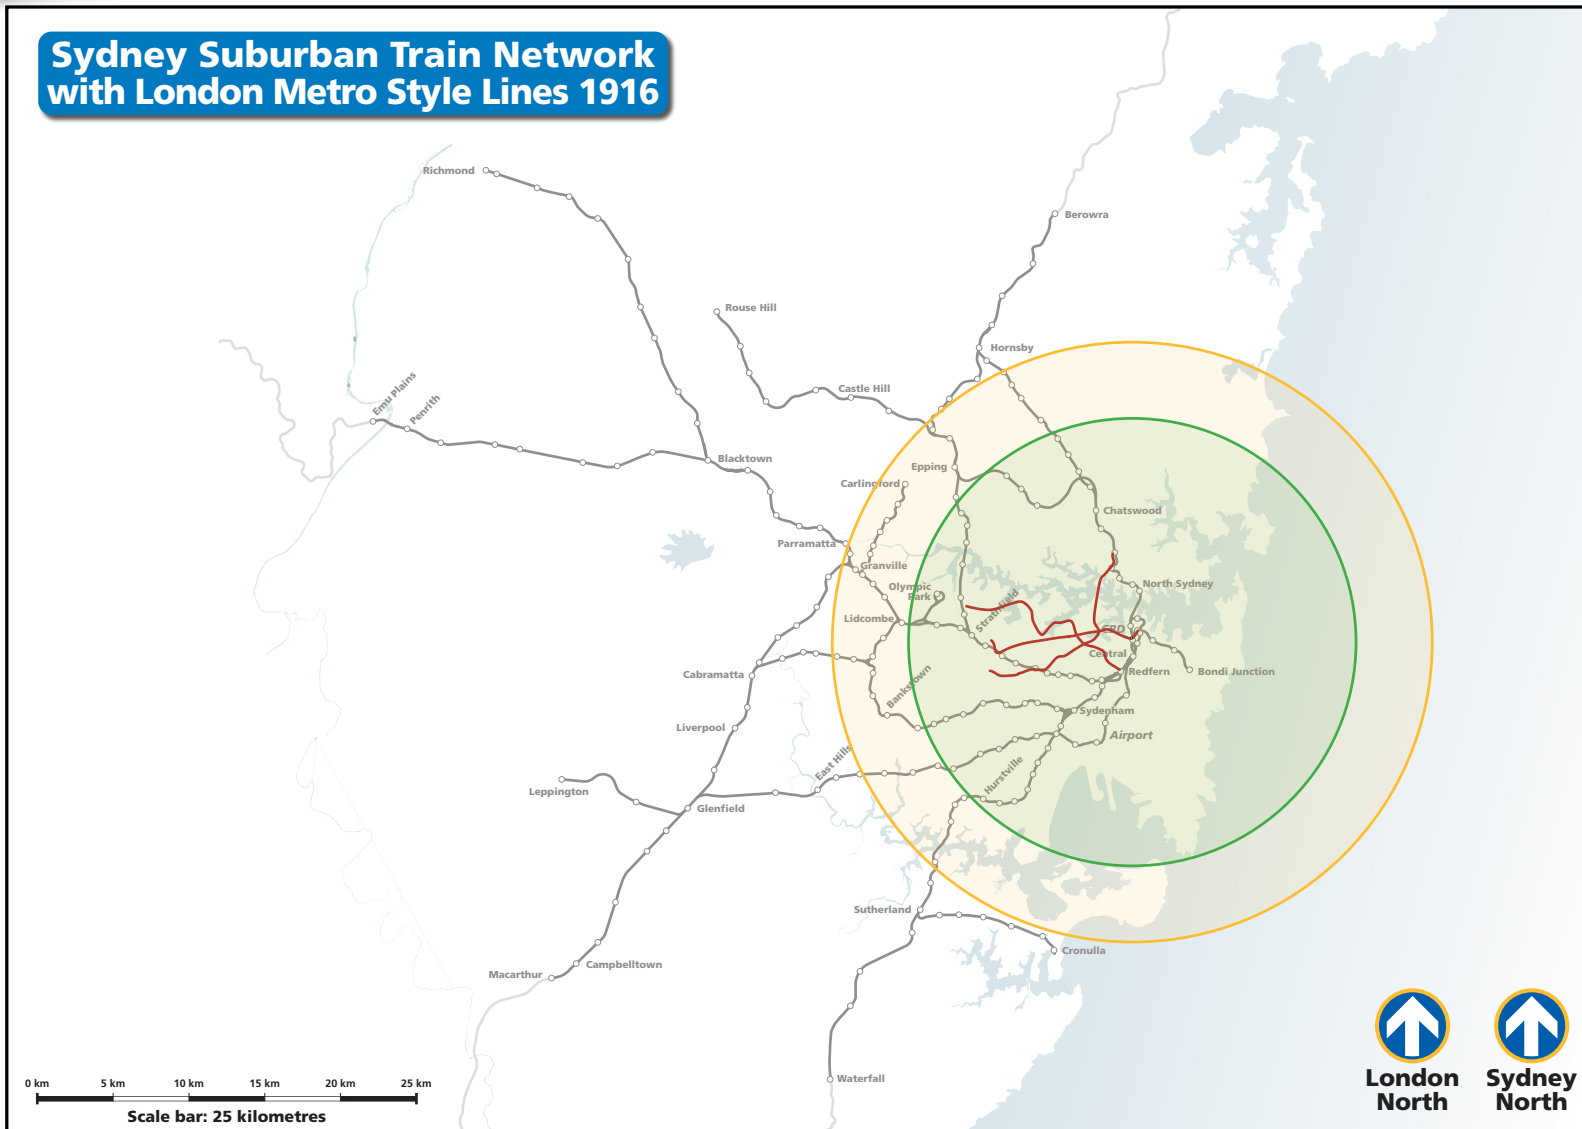 Sydney Suburban Train Network
with London Metro Style Lines 1916
Richmond
Berowra
Rouse Hill
Hornsby
Castle Hill
Emu Plains
Penrith
Blacktown
Epping
Carlingford
Chatswood
Parramatta
Granville
Olympic
Park
North Sydney
Strathfield
Lidcombe
CBD
Central
Redfern
Bondi Junction
Cabramatta
Bankstown
Sydenham
Liverpool
Airport
East Hills
Hurstville
Leppington
Glenfield
Sutherland
Cronulla
Macarthur
Campbelltown
Waterfall
London
North
Sydney
North
0 km 5 km 10 km 15 km 20 km 25 km
Scale bar: 25 kilometres